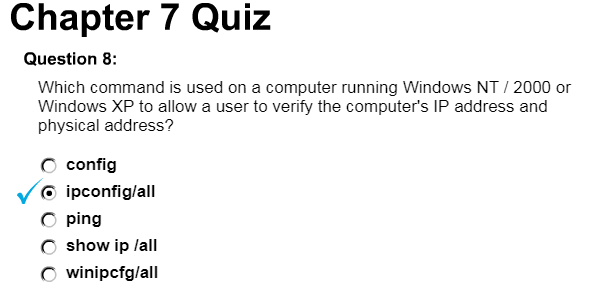 Chapter 7 Quiz
Question 8:
Which command is used on a computer running Windows NT / 2000 or
Windows XP to allow a user to verify the computer's IP address and
physical address?
config
ipconfig/all
ping
show ip /all
winipcfg/all